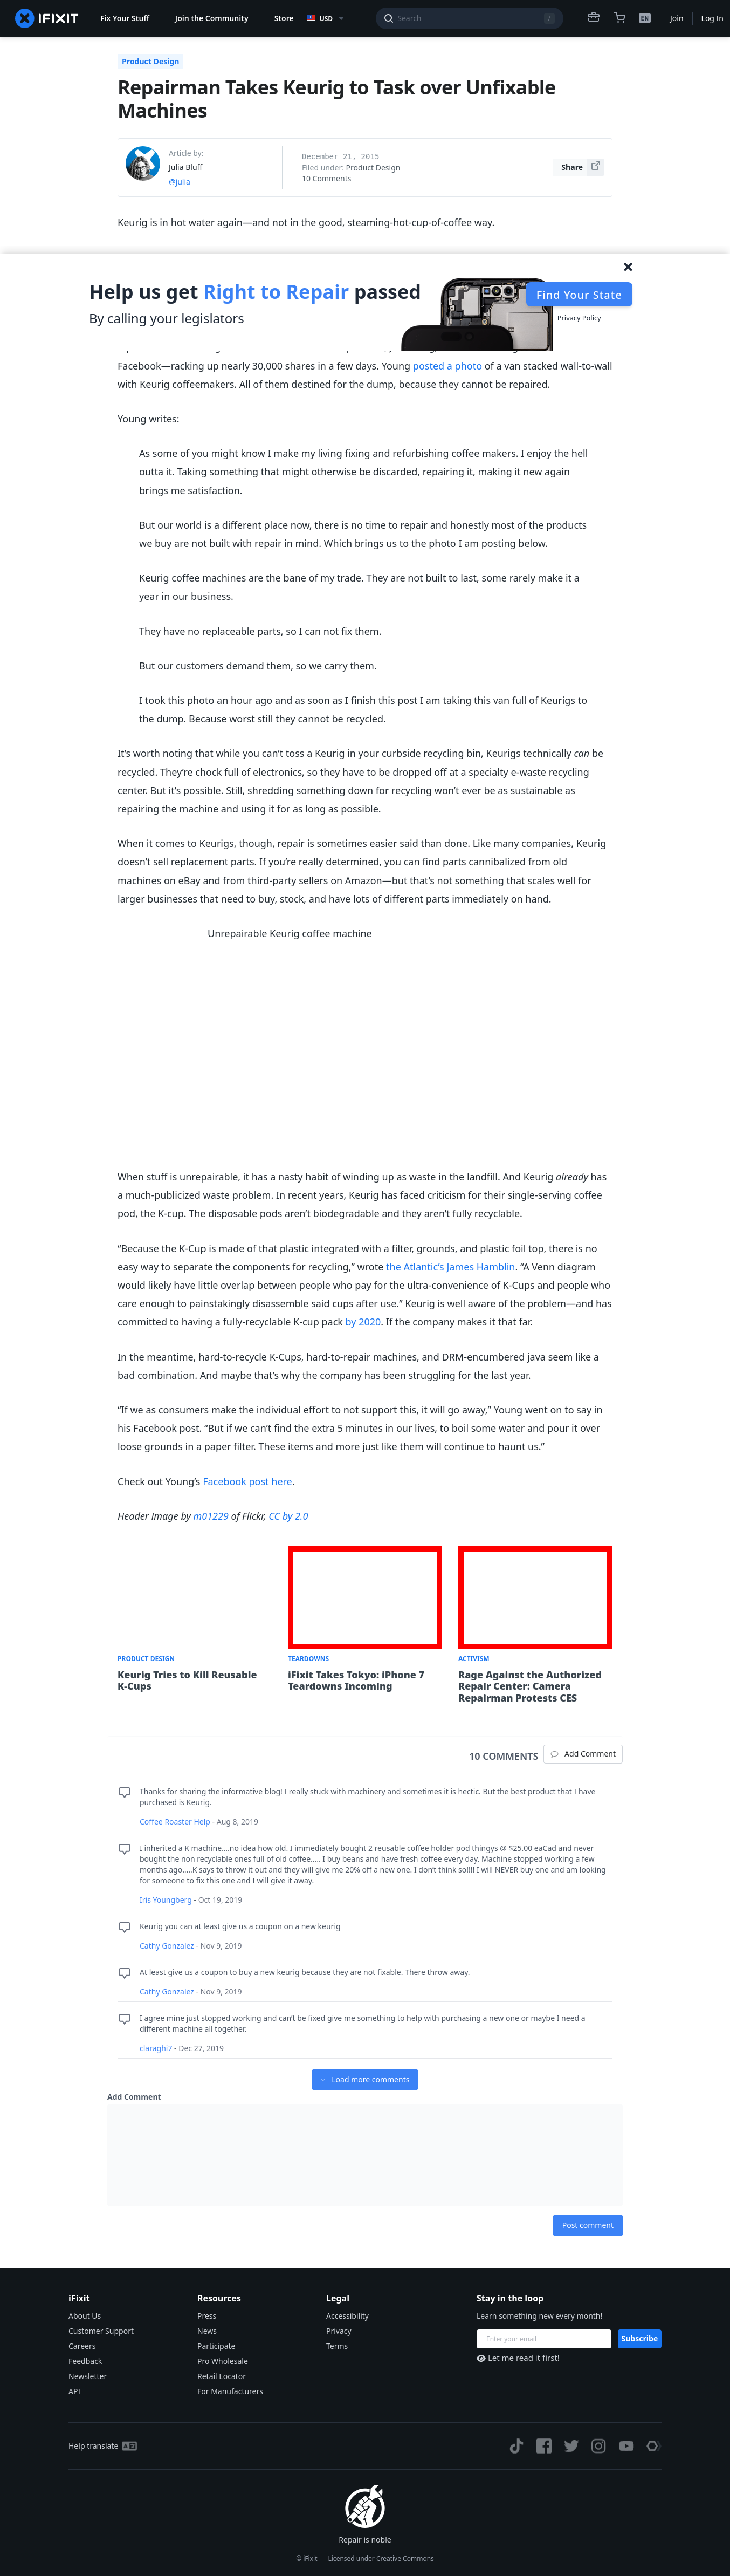 IFIXIT
Fix Your Stuff
Join the Community
Store
USD
Search
/
EN
Join
Log In
Product Design
Repairman Takes Keurig to Task over Unfixable
Machines
Article by:
Julia Bluff
@julia
December 21, 2015
Filed under: Product Design
10 Comments
Share
Keurig is in hot water again—and not in the good, steaming-hot-cup-of-coffee way.
Help us get Right to Repair passed
By calling your legislators
Find Your State
Privacy Policy
Facebook—racking up nearly 30,000 shares in a few days. Young posted a photo of a van stacked wall-to-wall
with Keurig coffeemakers. All of them destined for the dump, because they cannot be repaired.
Young writes:
As some of you might know I make my living fixing and refurbishing coffee makers. I enjoy the hell
outta it. Taking something that might otherwise be discarded, repairing it, making it new again
brings me satisfaction.
But our world is a different place now, there is no time to repair and honestly most of the products
we buy are not built with repair in mind. Which brings us to the photo I am posting below.
Keurig coffee machines are the bane of my trade. They are not built to last, some rarely make it a
year in our business.
They have no replaceable parts, so I can not fix them.
But our customers demand them, so we carry them.
I took this photo an hour ago and as soon as I finish this post I am taking this van full of Keurigs to
the dump. Because worst still they cannot be recycled.
It's worth noting that while you can't toss a Keurig in your curbside recycling bin, Keurigs technically can be
recycled. They're chock full of electronics, so they have to be dropped off at a specialty e-waste recycling
center. But it's possible. Still, shredding something down for recycling won't ever be as sustainable as
repairing the machine and using it for as long as possible.
When it comes to Keurigs, though, repair is sometimes easier said than done. Like many companies, Keurig
doesn't sell replacement parts. If you're really determined, you can find parts cannibalized from old
machines on eBay and from third-party sellers on Amazon—but that's not something that scales well for
larger businesses that need to buy, stock, and have lots of different parts immediately on hand.
Unrepairable Keurig coffee machine
When stuff is unrepairable, it has a nasty habit of winding up as waste in the landfill. And Keurig already has
a much-publicized waste problem. In recent years, Keurig has faced criticism for their single-serving coffee
pod, the K-cup. The disposable pods aren't biodegradable and they aren't fully recyclable.
“Because the K-Cup is made of that plastic integrated with a filter, grounds, and plastic foil top, there is no
easy way to separate the components for recycling,” wrote the Atlantic's James Hamblin. “A Venn diagram
would likely have little overlap between people who pay for the ultra-convenience of K-Cups and people who
care enough to painstakingly disassemble said cups after use.” Keurig is well aware of the problem—and has
committed to having a fully-recyclable K-cup pack by 2020. If the company makes it that far.
In the meantime, hard-to-recycle K-Cups, hard-to-repair machines, and DRM-encumbered java seem like a
bad combination. And maybe that's why the company has been struggling for the last year.
“If we as consumers make the individual effort to not support this, it will go away,” Young went on to say in
his Facebook post. “But if we can't find the extra 5 minutes in our lives, to boil some water and pour it over
loose grounds in a paper filter. These items and more just like them will continue to haunt us.”
Check out Young's Facebook post here.
Header image by m01229 of Flickr, CC by 2.0
PRODUCT DESIGN
Keurig Tries to Kill Reusable
K-Cups
TEARDOWNS
iFixit Takes Tokyo: iPhone 7
Teardowns Incoming
ACTIVISM
Rage Against the Authorized
Repair Center: Camera
Repairman Protests CES
10 COMMENTS
Add Comment
Thanks for sharing the informative blog! I really stuck with machinery and sometimes it is hectic. But the best product that I have
purchased is Keurig.
Coffee Roaster Help - Aug 8, 2019
I inherited a K machine….no idea how old. I immediately bought 2 reusable coffee holder pod thingys @ $25.00 eaCad and never
bought the non recyclable ones full of old coffee….. I buy beans and have fresh coffee every day. Machine stopped working a few
months ago…..K says to throw it out and they will give me 20% off a new one. I don't think so!!!! I will NEVER buy one and am looking
for someone to fix this one and I will give it away.
Iris Youngberg - Oct 19, 2019
Keurig you can at least give us a coupon on a new keurig
Cathy Gonzalez - Nov 9, 2019
At least give us a coupon to buy a new keurig because they are not fixable. There throw away.
Cathy Gonzalez - Nov 9, 2019
I agree mine just stopped working and can't be fixed give me something to help with purchasing a new one or maybe I need a
different machine all together.
claraghi7 - Dec 27, 2019
Load more comments
Add Comment
Post comment
iFixit
About Us
Customer Support
Careers
Feedback
Newsletter
API
Resources
Press
News
Participate
Pro Wholesale
Retail Locator
For Manufacturers
Legal
Accessibility
Privacy
Terms
Stay in the loop
Learn something new every month!
Enter your email
Subscribe
Let me read it first!
Help translate
Repair is noble
© iFixit — Licensed under Creative Commons